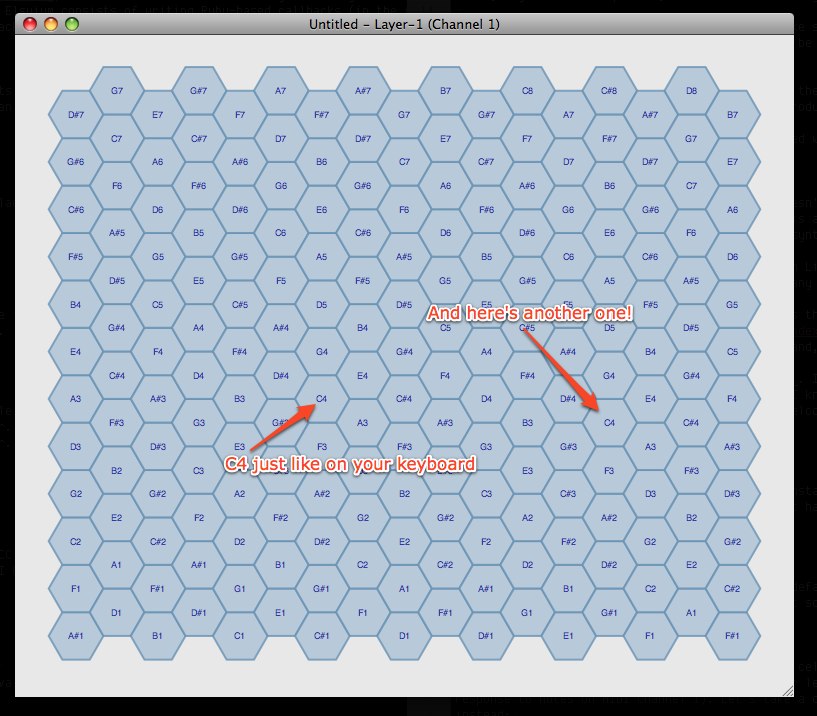 Untitled - Layer-1 (Channel 1)
G7 G#7 A7 A#7 B7 C8 C#8 D8
D#7 E7 F7 F#7 G7 G#7 A7 A#7 B7
C7 C#7 D7 D#7 E7 F7 F#7 G7
G#6 A6 A#6 B6 C7 C#7 D7 D#7 E7
F6 F#6 G6 G#6 A6 A#6 B6 C7
C#6 D6 D#6 E6 F6 F#6 G6 G#6 A6
A#5 B5 C6 C#6 D6 D#6 E6 F6
F#5 G5 G#5 A5 A#5 B5 C6 C#6 D6
D#5 E5 F5 F#5 G5 G#5 A5 A#5
B4 C5 C#5 D5 D#5 E5 F5 F#5 G5
And here's another one!
G#4 A4 A#4 B4 C5 C#5 D5 D#5
E4 F4 F#4 G4 G#4 A4 A#4 B4 C5
C#4 D4 D#4 E4 F4 F#4 G4 G#4
A3 A#3 B3 C4 C#4 D4 D#4 E4 F4
F#3 G3 G#3 A3 A#3 B3 C4 C#4
D3 D#3 E3 F3 F#3 G3 G#3 A3 A#3
C4 just like on your keyboard
B2 C3 E3 F3 F#3
G2 G#2 A2 A#2 B2 C3 C#3 D3 D#3
E2 F2 F#2 G2 G#2 A2 A#2 B2
C2 C#2 D2 D#2 E2 F2 F#2 G2 G#2
A1 A#1 B1 C2 C#2 D2 D#2 E2
F1 F#1 G1 G#1 A1 A#1 B1 C2 C#2
D1 D#1 E1 F1 F#1 G1 G#1 A1
A#1 B1 C1 C#1 D1 D#1 E1 F1 F#1